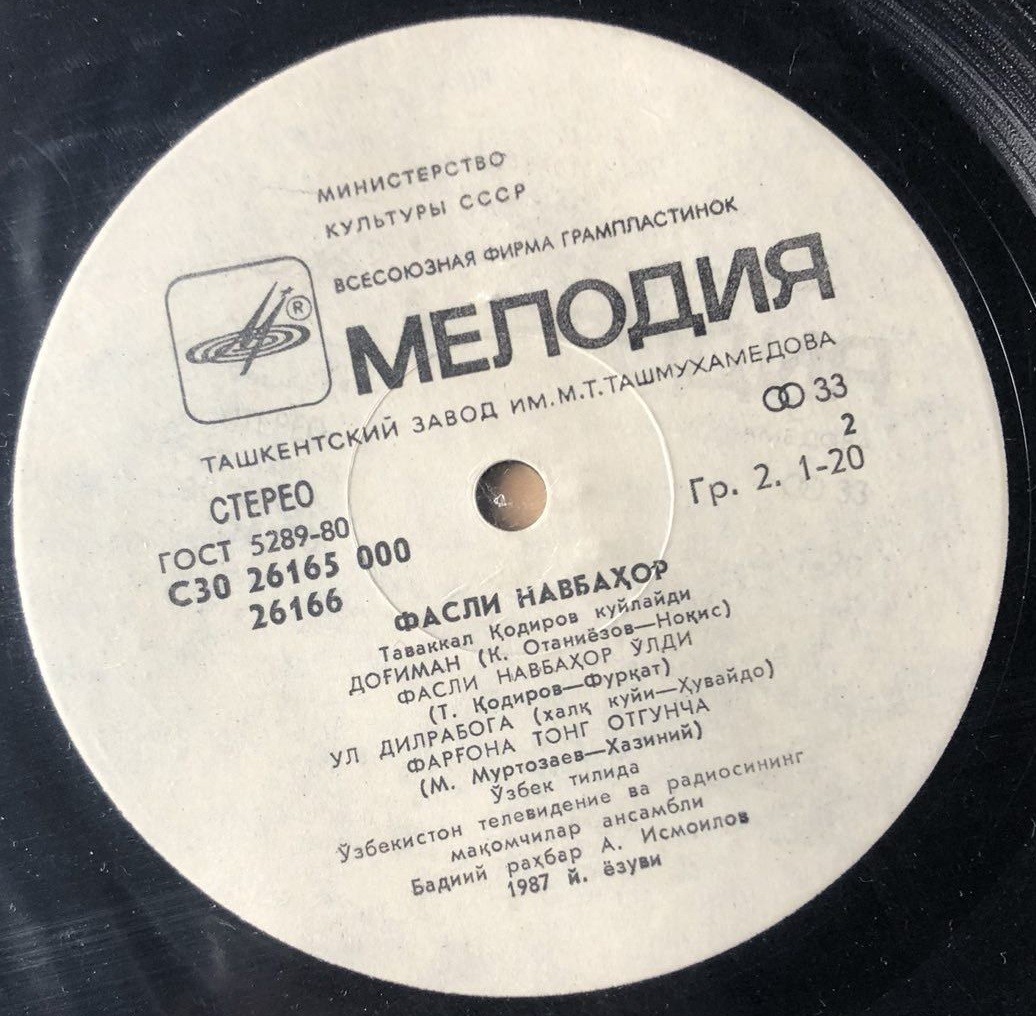 МИНИСТЕРСТВО
КУЛЬТУРЫ СССР
ВСЕСОЮЗНАЯ ФИРМА ГРАМПЛАСТИНОК
®
МЕЛОДИЯ
ТАШКЕНТСКИЙ ЗАВОД ИМ.М.Т.ТАШМУХАМЕДОВА
СТЕРЕО
ГОСТ 5289-80
С30 26165 000
26166
33
2
Гр. 2. 1-20
ФАСЛИ НАВБАҲОР
Таваккал Қодиров куйлайди
ДОҒИМАН (К. Отаниёзов—Ноқис)
ФАСЛИ НАВБАҲОР ЎЛДИ
(Т. Қодиров—Фурқат)
УЛ ДИЛРАБОГА (халқ куйи—Ҳувайдо)
ФАРҒОНА ТОНГ ОТГУНЧА
(М. Муртозаев—Хазиний)
Ўзбек тилида
Ўзбекистон телевидение ва радиосининг
мақомчилар ансамбли
Бадиий раҳбар А. Исмоилов
1987 й. ёзуви